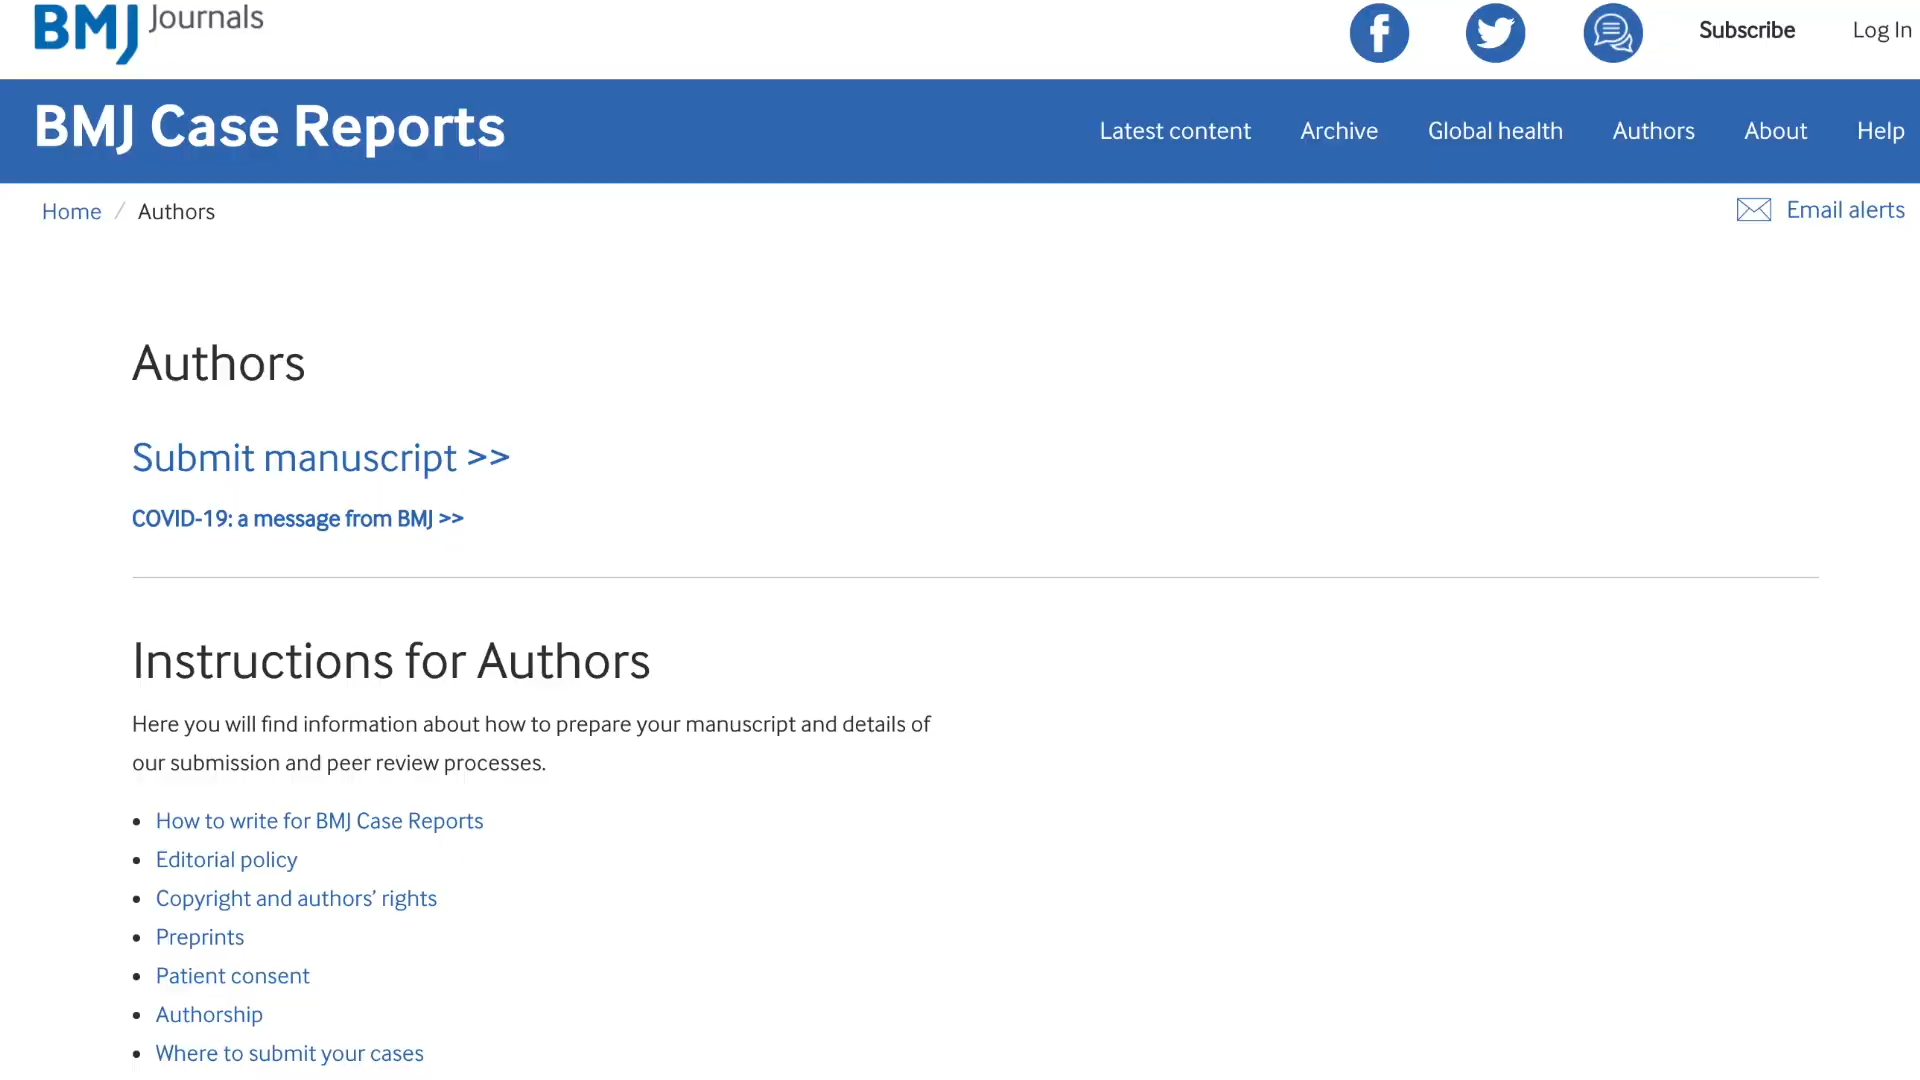 BMJ Journals
Subscribe
Log In
BMJ Case Reports
Latest content
Archive
Global health
Authors
About
Help
Home / Authors
Email alerts
Authors
Submit manuscript >>
COVID-19: a message from BMJ >>
Instructions for Authors
Here you will find information about how to prepare your manuscript and details of
our submission and peer review processes.
• How to write for BMJ Case Reports
• Editorial policy
• Copyright and authors’ rights
• Preprints
• Patient consent
• Authorship
• Where to submit your cases